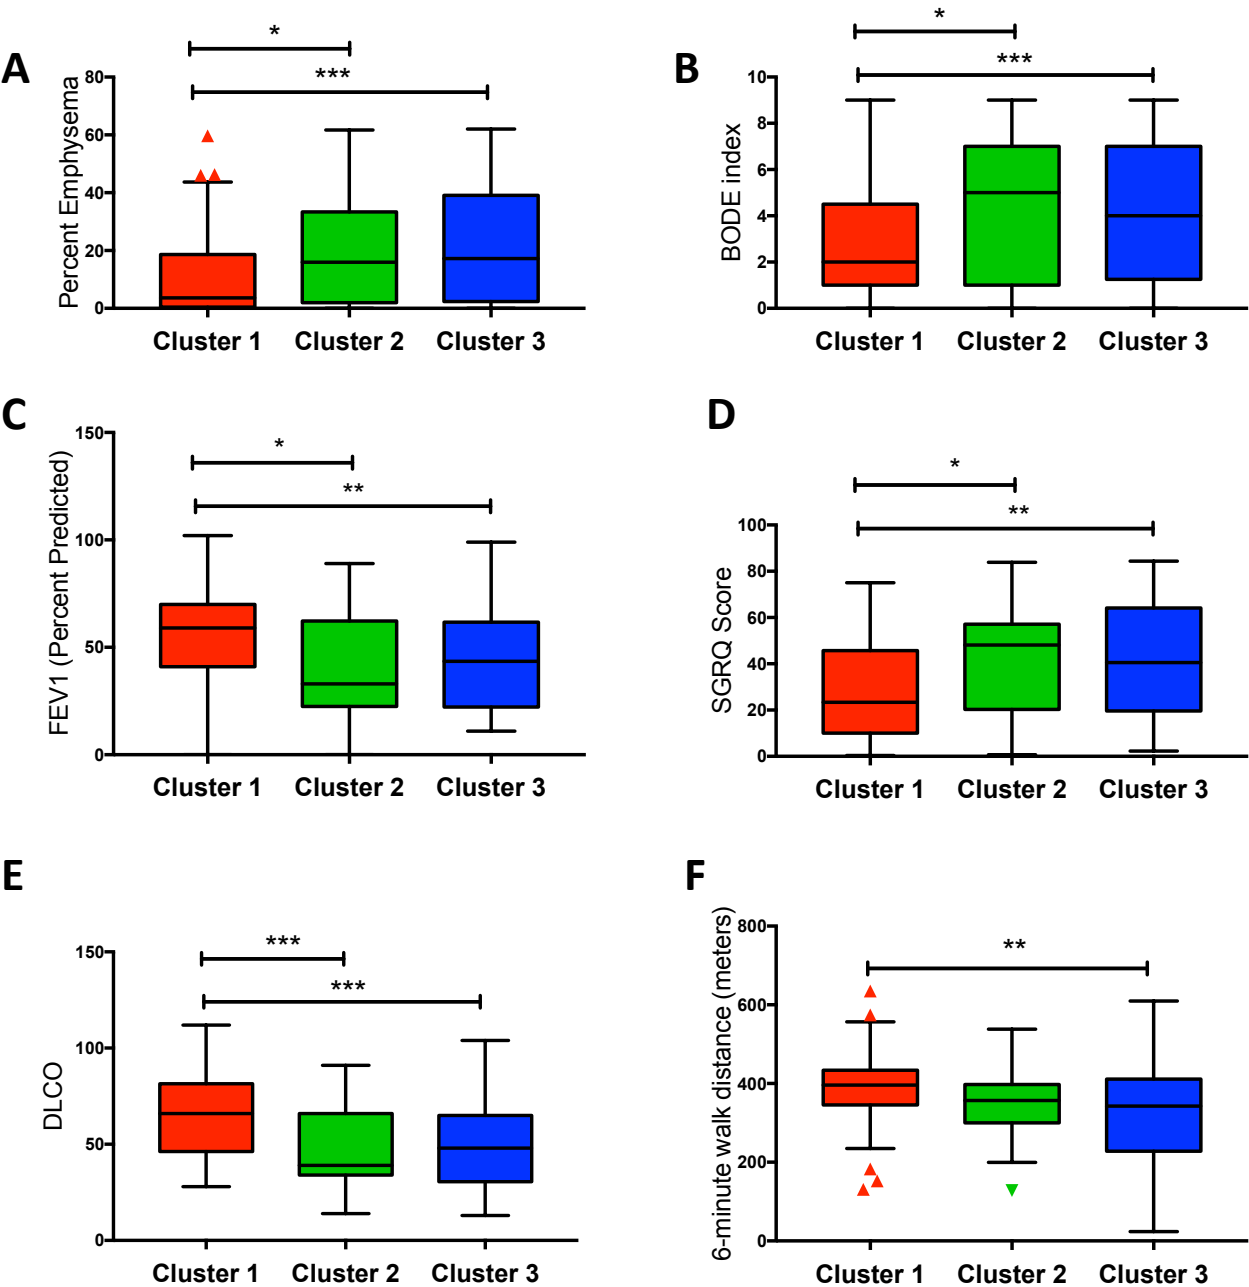 A
*
***
Percent Emphysema
80
60
40
20
0
Cluster 1 Cluster 2 Cluster 3
B
*
***
BODE index
10
8
6
4
2
0
Cluster 1 Cluster 2 Cluster 3
C
*
**
FEV1 (Percent Predicted)
150
100
50
0
Cluster 1 Cluster 2 Cluster 3
D
*
**
SGRQ Score
100
80
60
40
20
0
Cluster 1 Cluster 2 Cluster 3
E
***
***
DLCO
150
100
50
0
Cluster 1 Cluster 2 Cluster 3
F
**
6-minute walk distance (meters)
800
600
400
200
0
Cluster 1 Cluster 2 Cluster 3